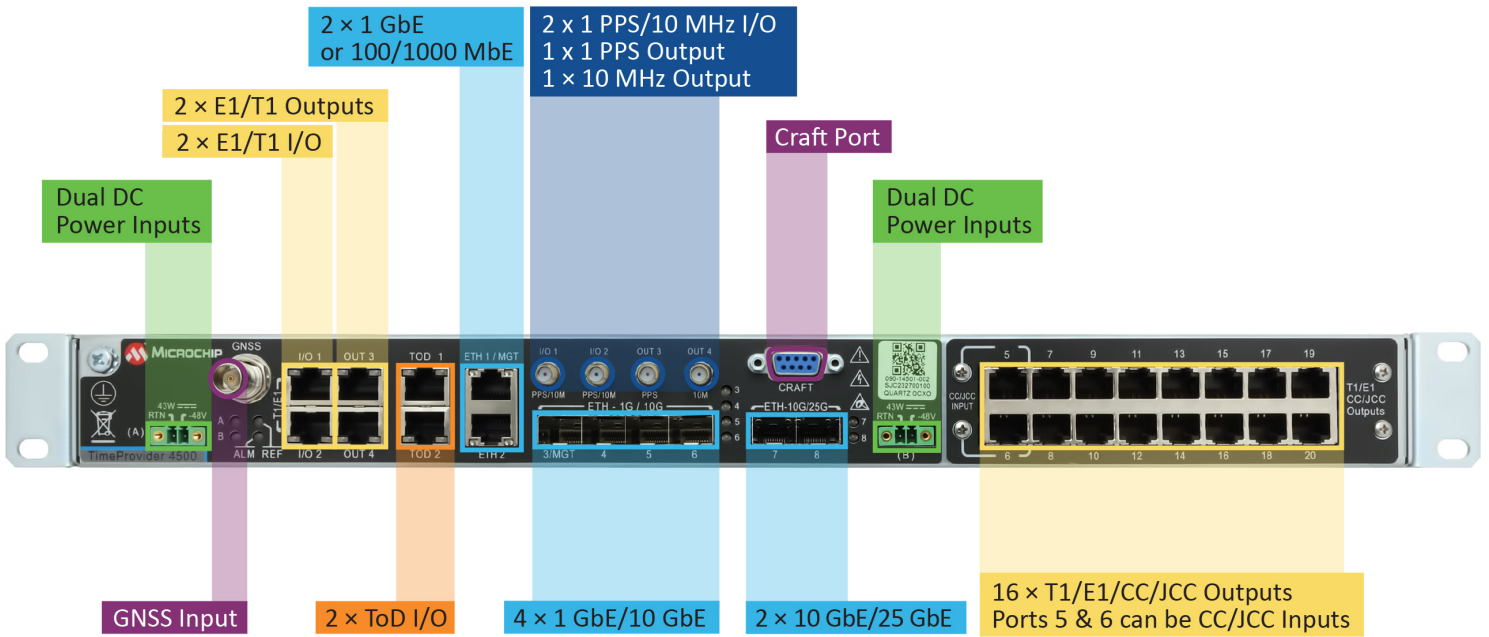 2 × 1 GbE
or 100/1000 MbE
2 x 1 PPS/10 MHz I/O
1 x 1 PPS Output
1 × 10 MHz Output
2 × E1/T1 Outputs
2 × E1/T1 I/O
Craft Port
Dual DC
Power Inputs
Dual DC
Power Inputs
MICROCHIP
GNSS
I/O 1
OUT 3
TOD 1
ETH 1 / MGT
I/O 1
I/O 2
OUT 3
OUT 4
PPS/10M
PPS/10M
PPS
10M
CRAFT
090-14501-002
SJC232700100
QUARTZ OCXO
5
7
9
11
13
15
17
19
43W
RTN
-48V
(A)
A
B
T1/E1
ETH - 1G / 10G
3
4
5
6
ETH-10G/25G
7
8
43W
RTN
-48V
CC/JCC
INPUT
T1/E1
CC/JCC
Outputs
TimeProvider 4500
ALM
REF
I/O 2
OUT 4
TOD 2
ETH 2
3/MGT
4
5
6
7
8
(B)
6
8
10
12
14
16
18
20
GNSS Input
2 × ToD I/O
4 × 1 GbE/10 GbE
2 × 10 GbE/25 GbE
16 × T1/E1/CC/JCC Outputs
Ports 5 & 6 can be CC/JCC Inputs